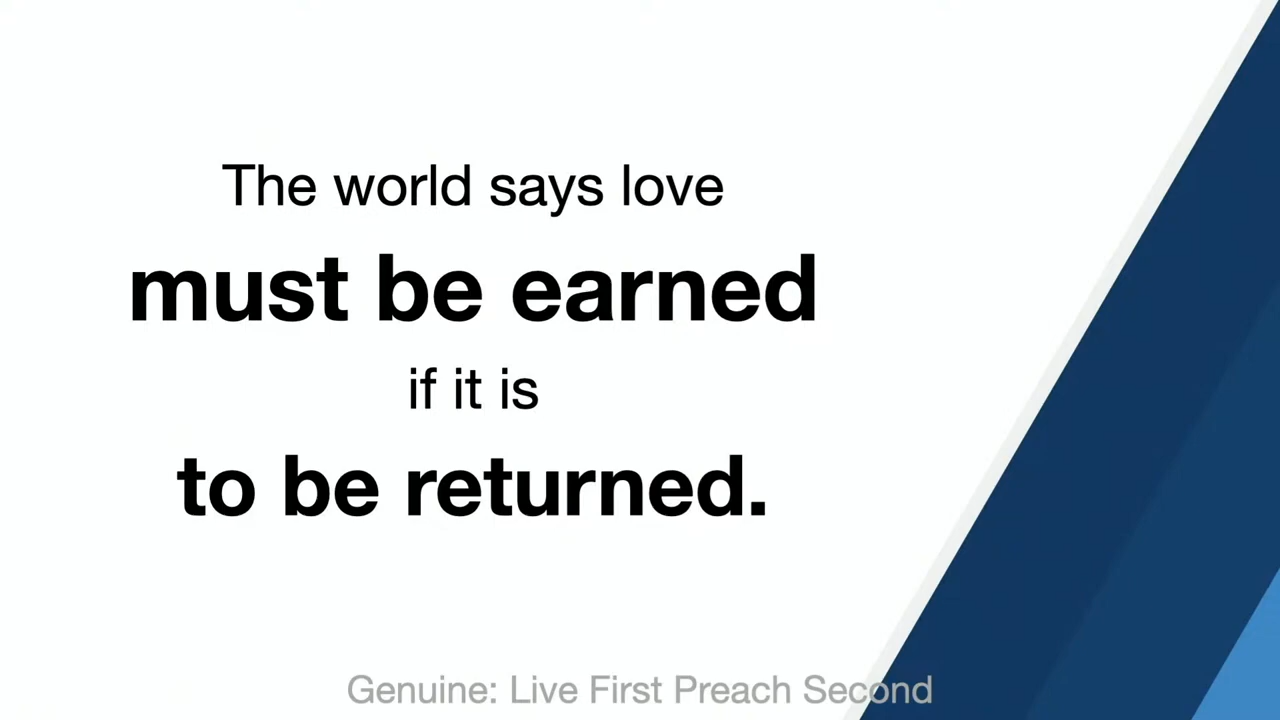 The world says love
must be earned
if it is
to be returned.
Genuine: Live First Preach Second